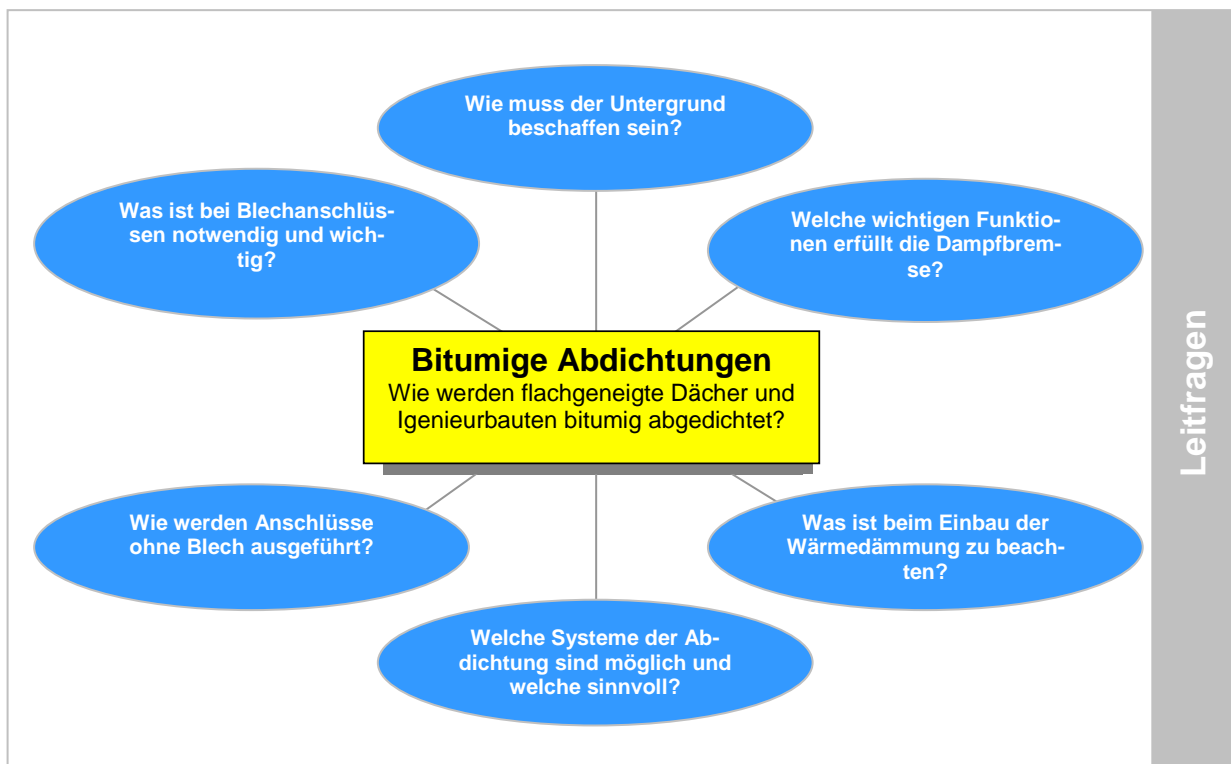 Wie muss der Untergrund
beschaffen sein?
Was ist bei Blechanschlüs-
sen notwendig und wich-
tig?
Welche wichtigen Funktio-
nen erfüllt die Dampfbrem-
se?
Bitumige Abdichtungen
Wie werden flachgeneigte Dächer und
Igenieurbauten bitumig abgedichtet?
Wie werden Anschlüsse
ohne Blech ausgeführt?
Was ist beim Einbau der
Wärmedämmung zu beach-
ten?
Welche Systeme der Ab-
dichtung sind möglich und
welche sinnvoll?
Leitfragen